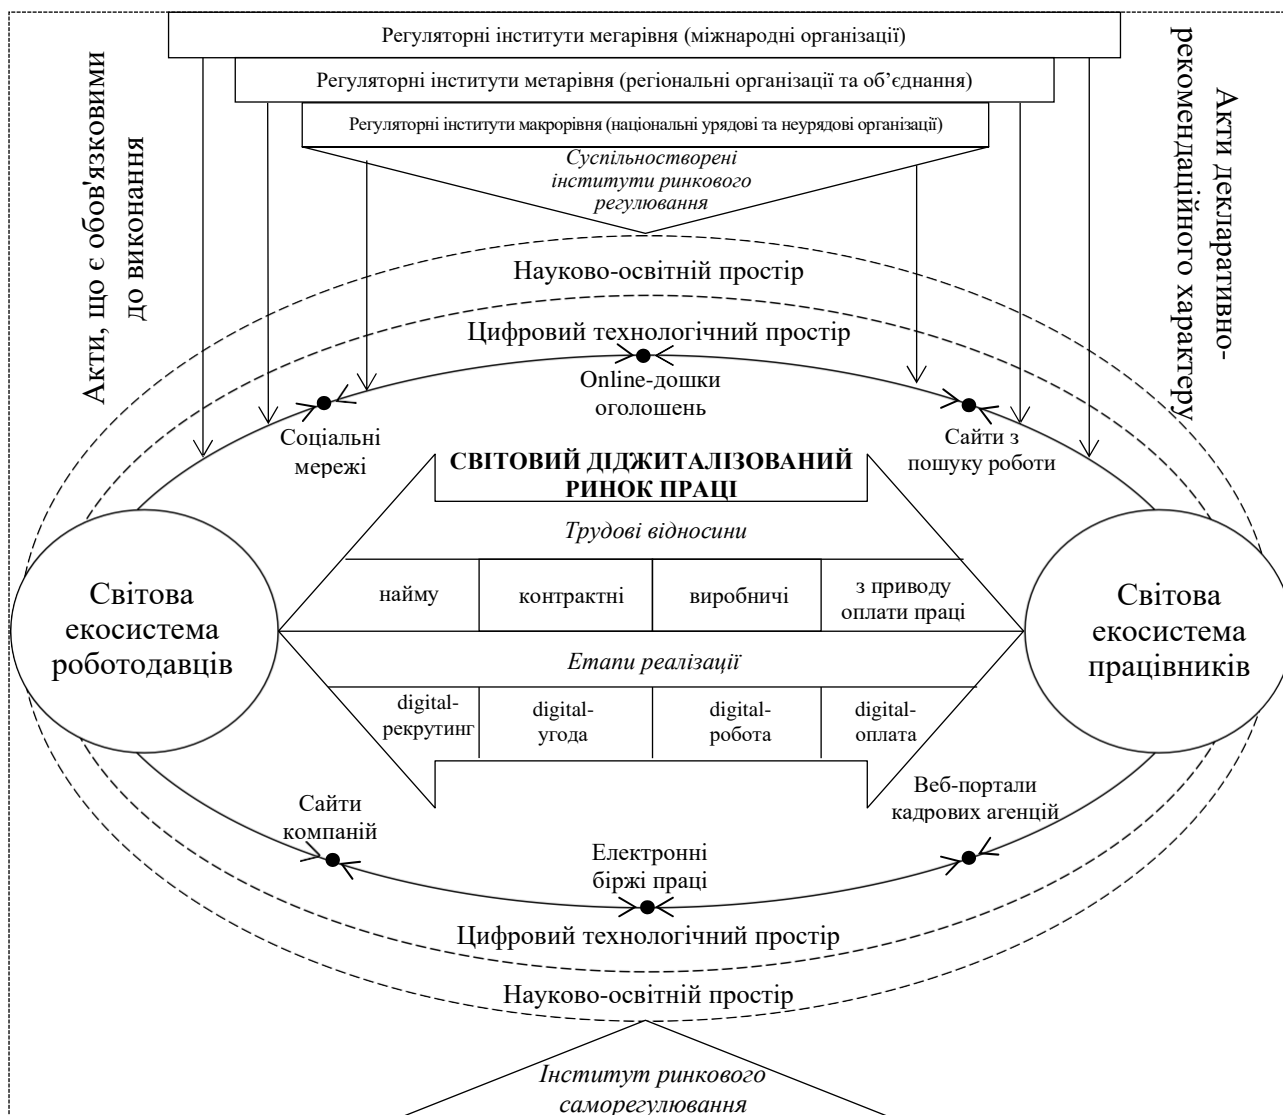 Регуляторні інститути мегарівня (міжнародні організації)
Регуляторні інститути метарівня (регіональні організації та об’єднання)
Регуляторні інститути макрорівня (національні урядові та неурядові організації)
Суспільностворені
інститути ринкового
регулювання
Акти, що є обов'язковими
до виконання
Акти декларативно-
рекомендаційного характеру
Науково-освітній простір
Цифровий технологічний простір
Online-дошки
оголошень
Соціальні
мережі
Сайти з
пошуку роботи
СВІТОВИЙ ДІДЖИТАЛІЗОВАНИЙ
РИНОК ПРАЦІ
Трудові відносини
найму
контрактні
виробничі
з приводу
оплати праці
Світова
екосистема
роботодавців
Світова
екосистема
працівників
Етапи реалізації
digital-
рекрутинг
digital-
угода
digital-
робота
digital-
оплата
Сайти
компаній
Електронні
біржі праці
Веб-портали
кадрових агенцій
Цифровий технологічний простір
Науково-освітній простір
Інститут ринкового
саморегулювання